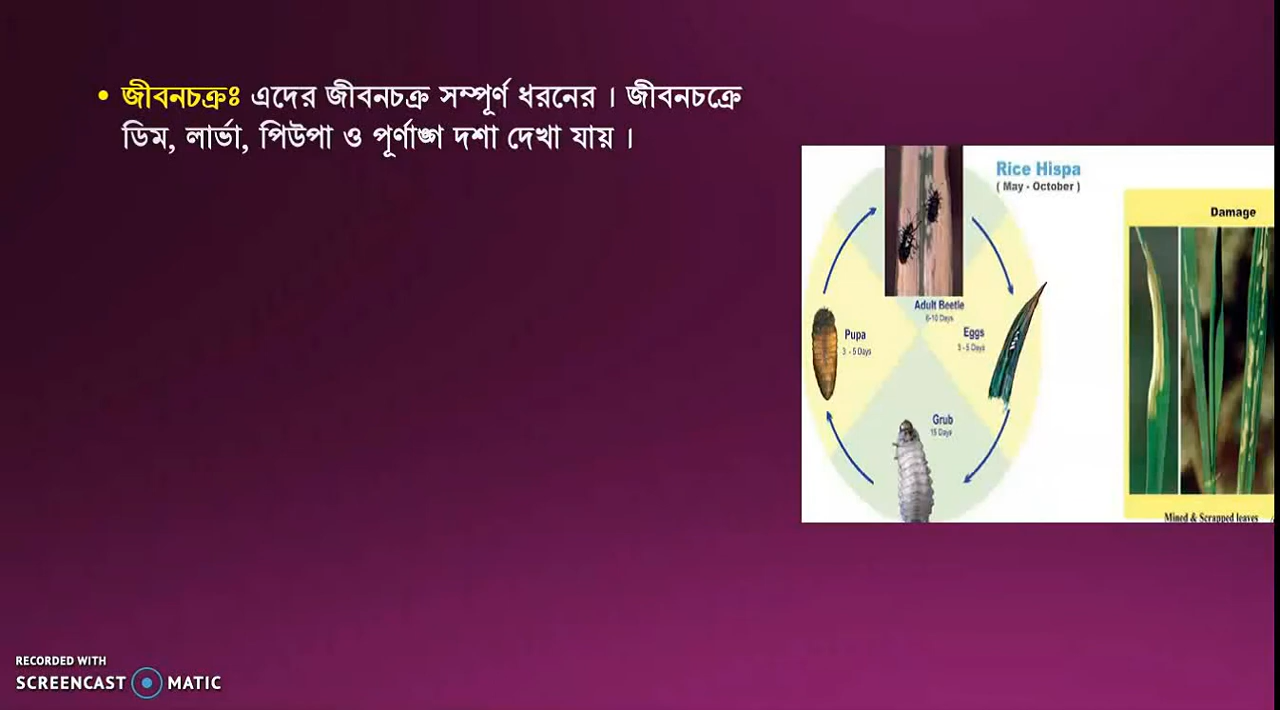 • জীবনচক্রঃ এদের জীবনচক্র সম্পূর্ণ ধরনের । জীবনচক্রে
ডিম, লার্ভা, পিউপা ও পূর্ণাঙ্গ দশা দেখা যায় ।
Rice Hispa
( May - October )
Damage
Adult Beetle
6-10 Days
Eggs
3 - 5 Days
Pupa
3 - 5 Days
Grub
15 Days
Mined & Scrapped leaves
RECORDED WITH
SCREENCAST MATIC